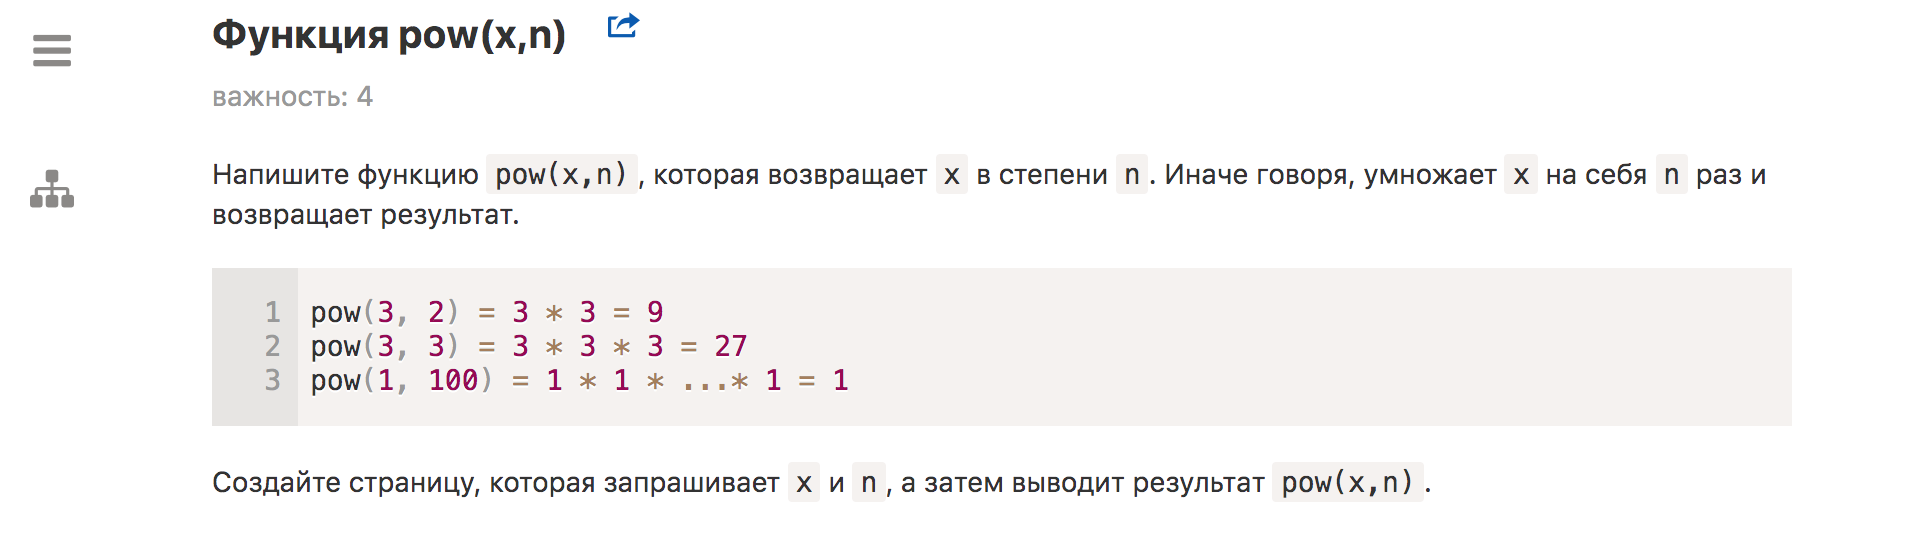 Функция pow(x,n)
важность: 4
Напишите функцию pow(x,n), которая возвращает x в степени n. Иначе говоря, умножает x на себя n раз и
возвращает результат.
1 pow(3, 2) = 3 * 3 = 9
2 pow(3, 3) = 3 * 3 * 3 = 27
3 pow(1, 100) = 1 * 1 * ...* 1 = 1
Создайте страницу, которая запрашивает x и n, а затем выводит результат pow(x,n).